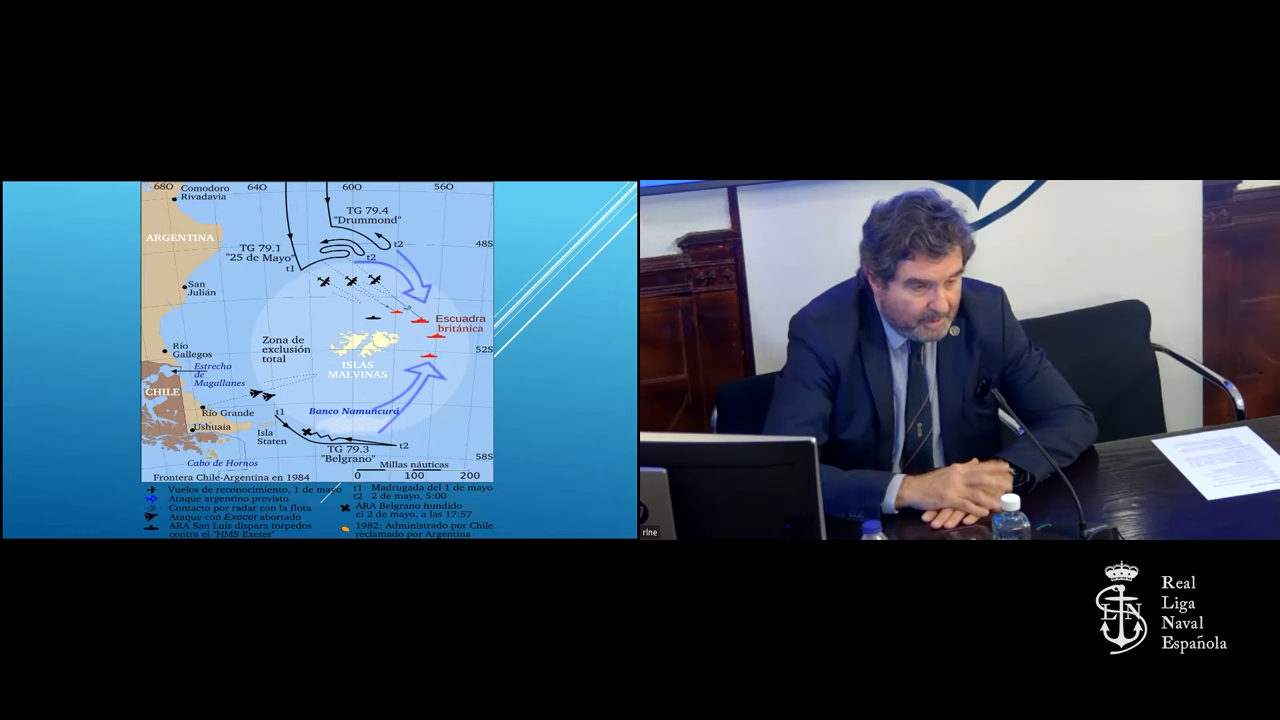 68O
64O
60O
56O
Comodoro
Rivadavia
TG 79.4
"Drummond"
ARGENTINA
TG 79.1
"25 de Mayo"
t1
t2
t2
48S
San
Julián
Escuadra
británica
Zona de
exclusión
total
52S
Río
Gallegos
ISLAS
MALVINAS
Estrecho
de
Magallanes
CHILE
Río Grande
t1
Banco Namuncurá
Ushuaia
Isla
Staten
t2
TG 79.3
"Belgrano"
58S
Cabo de Hornos
Millas náuticas
0 100 200
Frontera Chile-Argentina en 1984
Vuelos de reconocimiento, 1 de mayo
Ataque argentino previsto
Contacto por radar con la flota
Ataque con Exocet abortado
ARA San Luis dispara torpedos
contra el "HMS Exeter"
t1 Madrugada del 1 de mayo
t2 2 de mayo, 5:00
ARA Belgrano hundido
el 2 de mayo, a las 17:57
1982: Administrado por Chile
reclamado por Argentina
rlne
LN
Real
Liga
Naval
Española